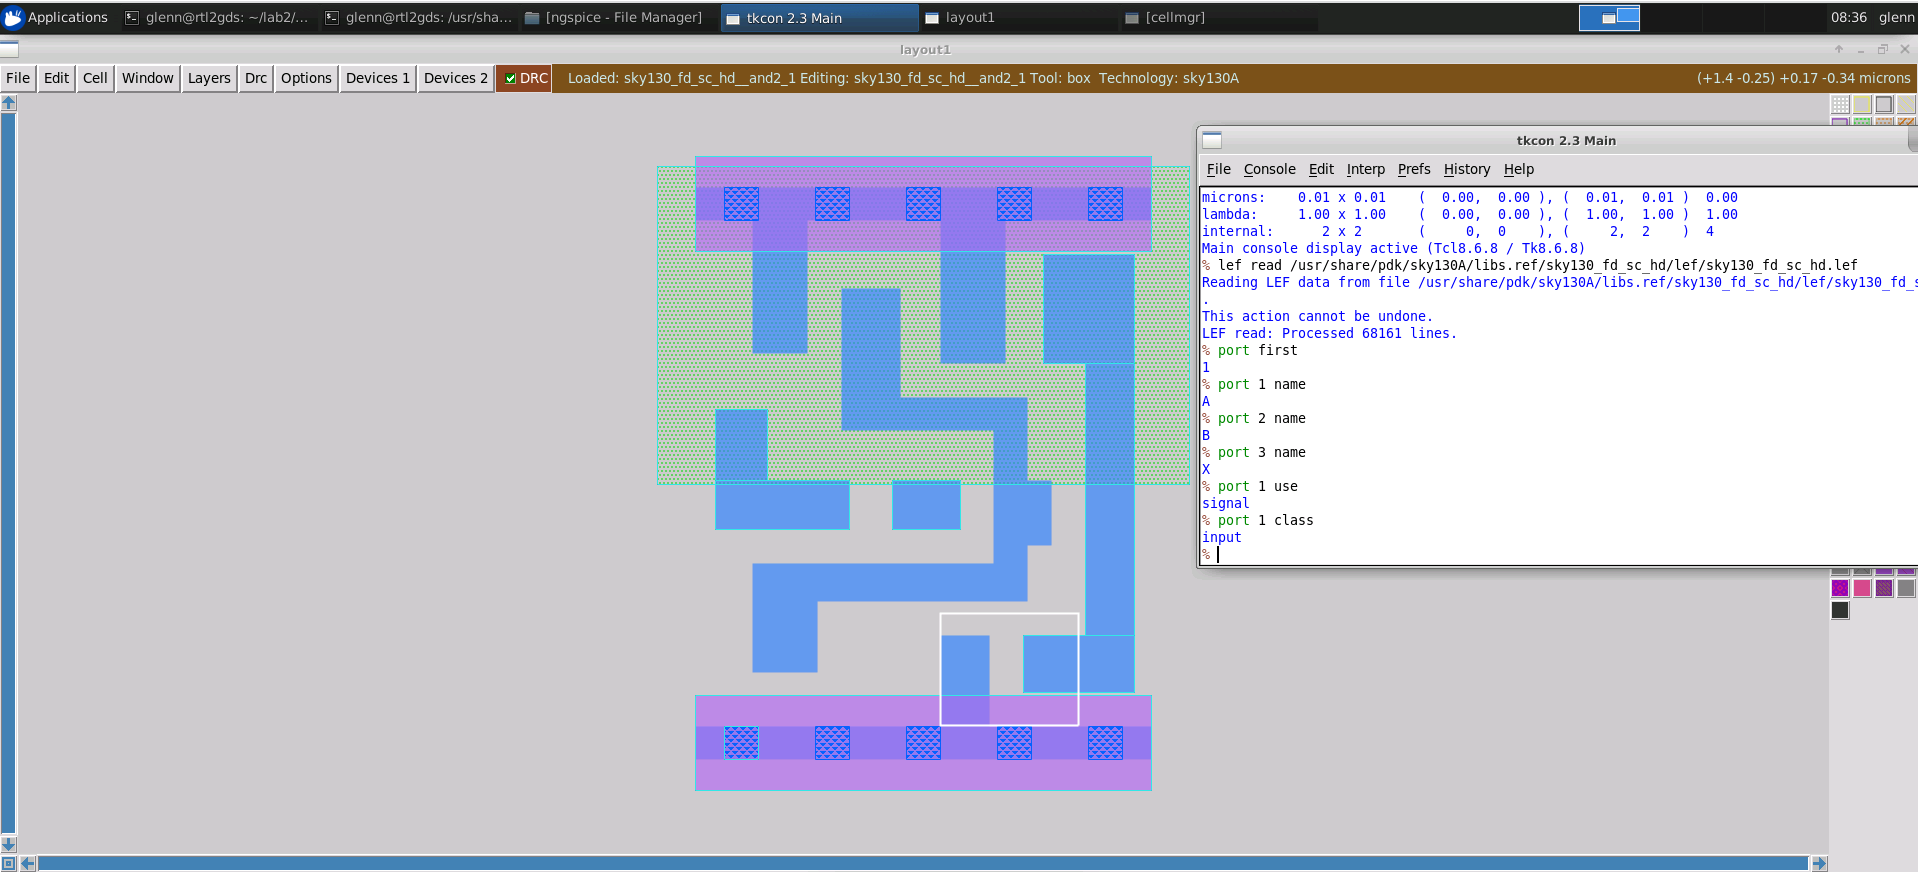 Applications glenn@rtl2gds: ~/lab2/... glenn@rtl2gds: /usr/sha... [ngspice - File Manager] tkcon 2.3 Main layout1 [cellmgr] 08:36 glenn
layout1
File Edit Cell Window Layers Drc Options Devices 1 Devices 2 DRC Loaded: sky130_fd_sc_hd__and2_1 Editing: sky130_fd_sc_hd__and2_1 Tool: box Technology: sky130A (+1.4 -0.25) +0.17 -0.34 microns
tkcon 2.3 Main
File Console Edit Interp Prefs History Help
microns: 0.01 x 0.01 ( 0.00, 0.00 ), ( 0.01, 0.01 ) 0.00
lambda: 1.00 x 1.00 ( 0.00, 0.00 ), ( 1.00, 1.00 ) 1.00
internal: 2 x 2 ( 0, 0 ), ( 2, 2 ) 4
Main console display active (Tcl8.6.8 / Tk8.6.8)
% lef read /usr/share/pdk/sky130A/libs.ref/sky130_fd_sc_hd/lef/sky130_fd_sc_hd.lef
Reading LEF data from file /usr/share/pdk/sky130A/libs.ref/sky130_fd_sc_hd/lef/sky130_fd_s
.
This action cannot be undone.
LEF read: Processed 68161 lines.
% port first
1
% port 1 name
A
% port 2 name
B
% port 3 name
X
% port 1 use
signal
% port 1 class
input
%